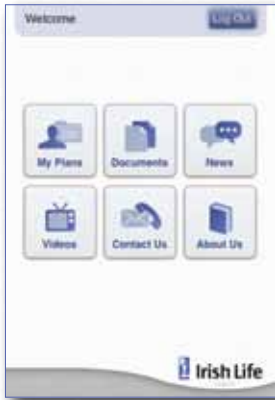 Welcome
Log Out
My Plans
Documents
News
Videos
Contact Us
About Us
Irish Life